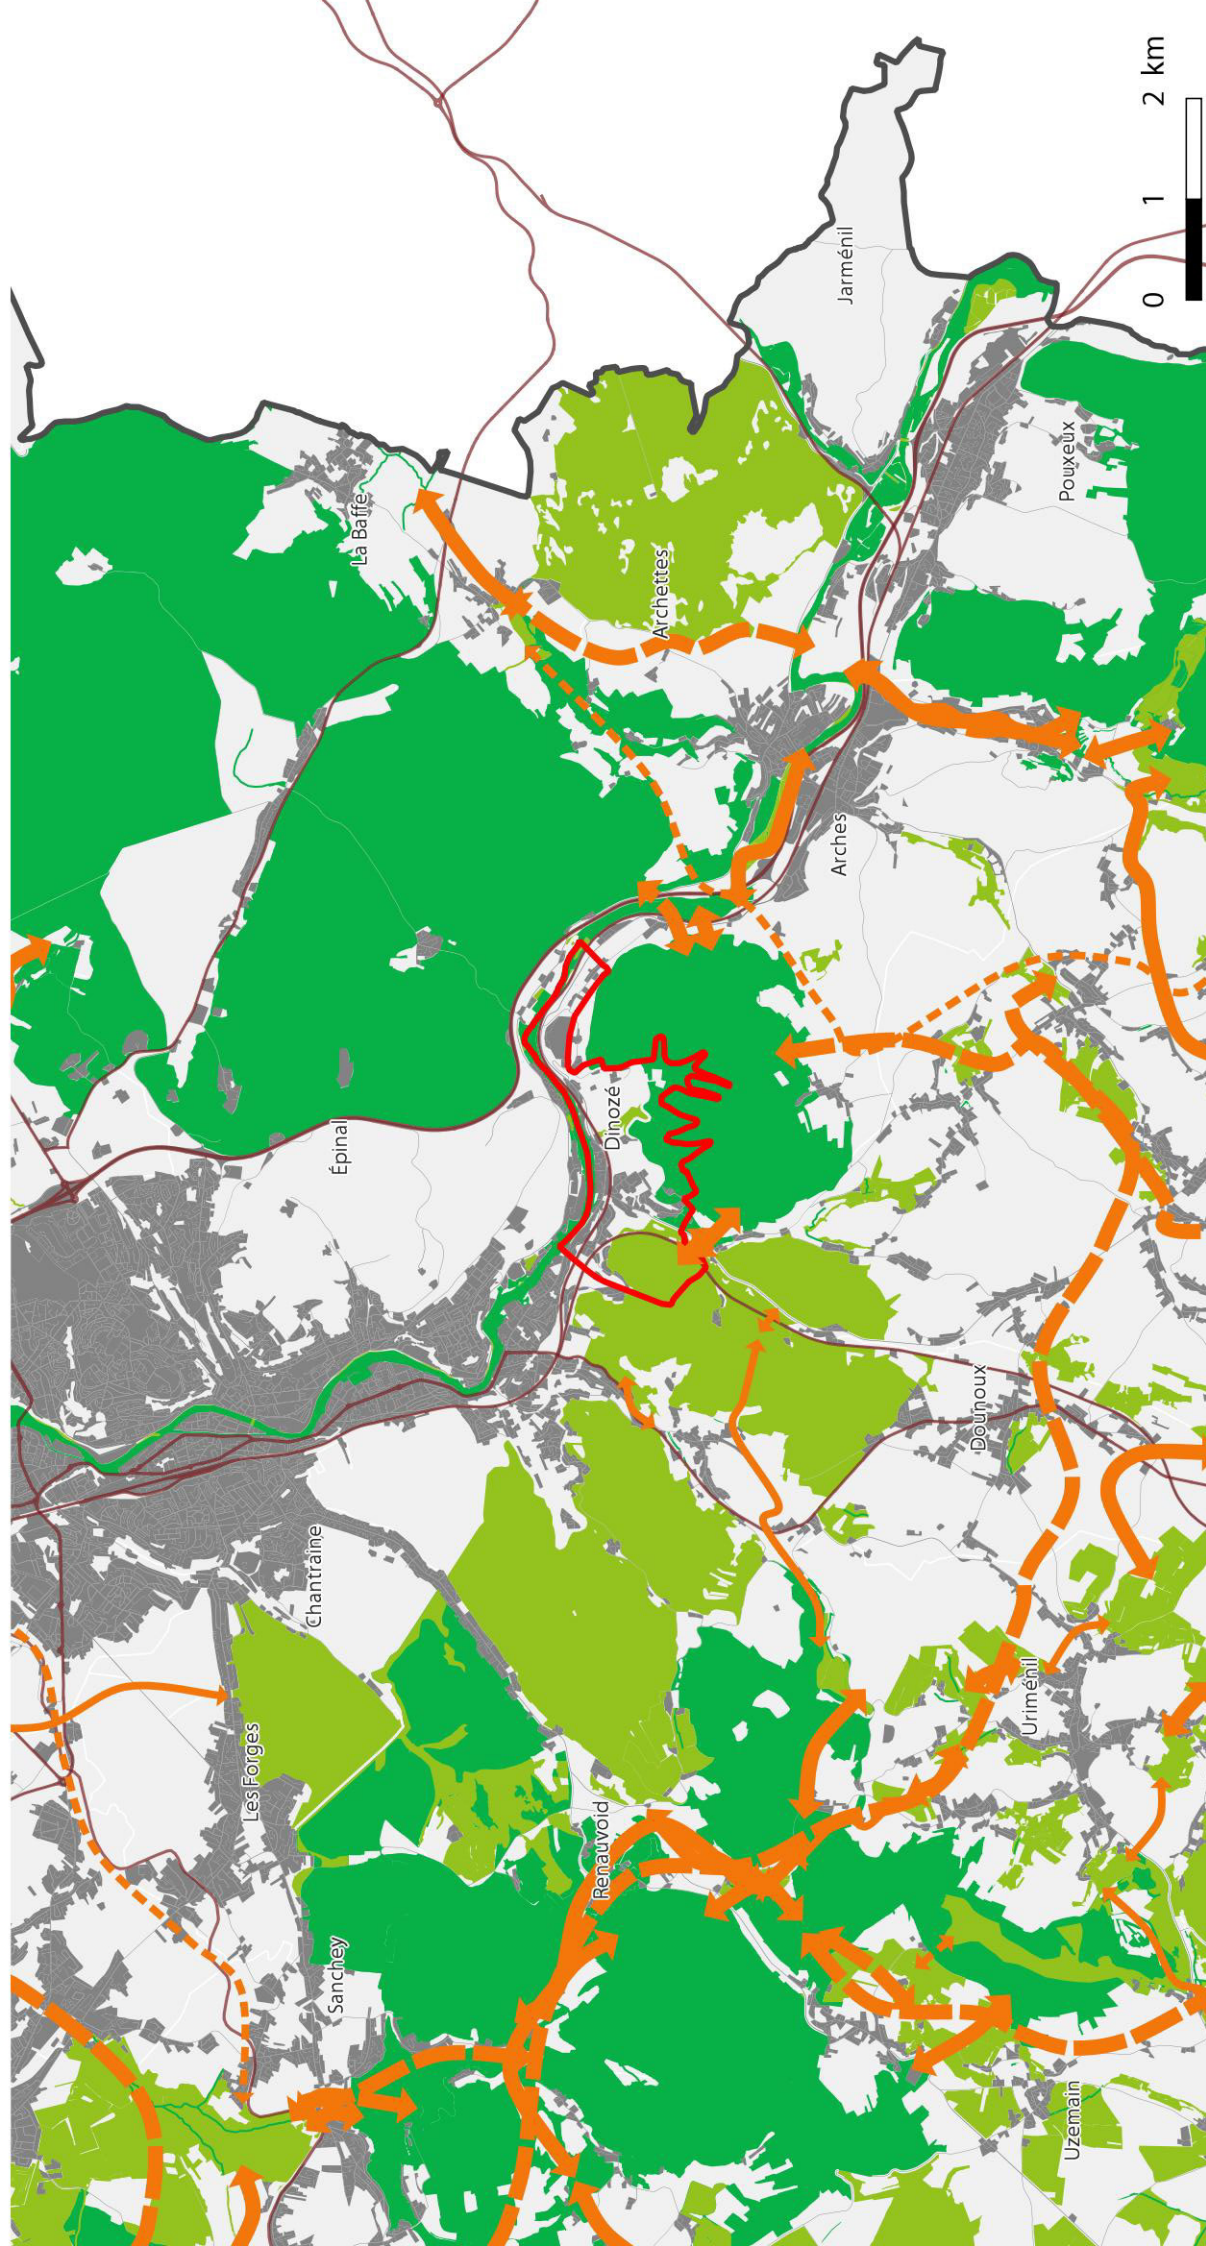 La Baffe
Jarménil
Épinal
Archettes
Pouxeux
Dinozé
Arches
Chantraine
Les Forges
Dounoux
Sanchey
Renauvoid
Uriménil
Uzemain
0 1 2 km